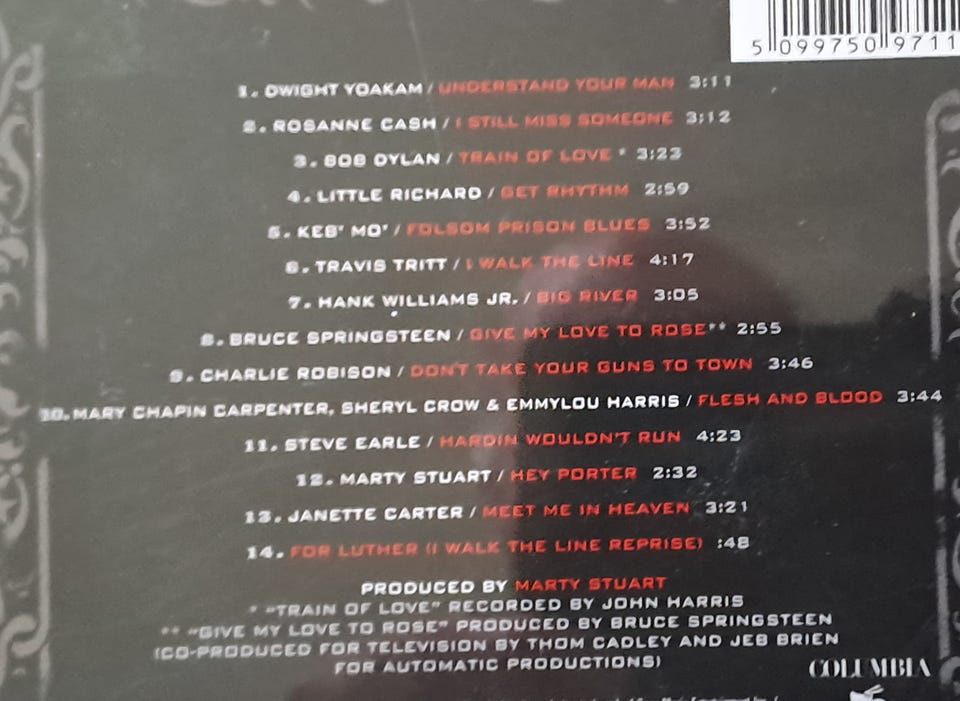 5 099750 9711
1. DWIGHT YOAKAM / UNDERSTAND YOUR MAN 3:11
2. ROSANNE CASH / I STILL MISS SOMEONE 3:12
3. BOB DYLAN / TRAIN OF LOVE * 3:23
4. LITTLE RICHARD / GET RHYTHM 2:59
5. KEB' MO' / FOLSOM PRISON BLUES 3:52
6. TRAVIS TRITT / I WALK THE LINE 4:17
7. HANK WILLIAMS JR. / BIG RIVER 3:05
8. BRUCE SPRINGSTEEN / GIVE MY LOVE TO ROSE** 2:55
9. CHARLIE ROBISON / DON'T TAKE YOUR GUNS TO TOWN 3:46
10. MARY CHAPIN CARPENTER, SHERYL CROW & EMMYLOU HARRIS / FLESH AND BLOOD 3:44
11. STEVE EARLE / HARDIN WOULDN'T RUN 4:23
12. MARTY STUART / HEY PORTER 2:32
13. JANETTE CARTER / MEET ME IN HEAVEN 3:21
14. FOR LUTHER (I WALK THE LINE REPRISE) :48
PRODUCED BY MARTY STUART
* "TRAIN OF LOVE" RECORDED BY JOHN HARRIS
** "GIVE MY LOVE TO ROSE" PRODUCED BY BRUCE SPRINGSTEEN
(CO-PRODUCED FOR TELEVISION BY THOM CADLEY AND JEB BRIEN
FOR AUTOMATIC PRODUCTIONS)
COLUMBIA